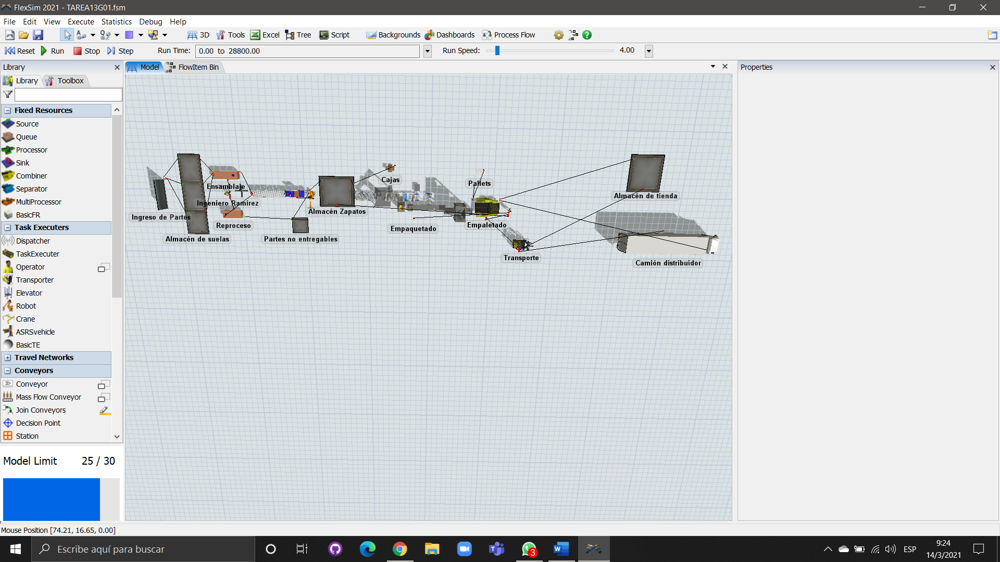 FlexSim 2021 - TAREA13G01.fsm
File Edit View Execute Statistics Debug Help
3D Tools Excel Tree Script Backgrounds Dashboards Process Flow
Reset Run Stop Step Run Time: 0.00 to 28800.00 Run Speed: 4.00
Library
Model
FlowItem Bin
Properties
Library
Toolbox
Fixed Resources
Source
Queue
Processor
Sink
Combiner
Separator
MultiProcessor
BasicFR
Task Executers
Dispatcher
TaskExecuter
Operator
Transporter
Elevator
Robot
Crane
ASRSvehicle
BasicTE
Travel Networks
Conveyors
Conveyor
Mass Flow Conveyor
Join Conveyors
Decision Point
Station
Model Limit 25 / 30
Cajas
Pallets
Ensamblaje
Almacén de tienda
Ingeniero Ramirez
Almacén Zapatos
Ingreso de Partes
Reproceso
Empaquetado
Empaletado
Almacén de suelas
Partes no entregables
Transporte
Camión distribuidor
Mouse Position [74.21, 16.65, 0.00]
Escribe aquí para buscar
3
ESP
9:24
14/3/2021